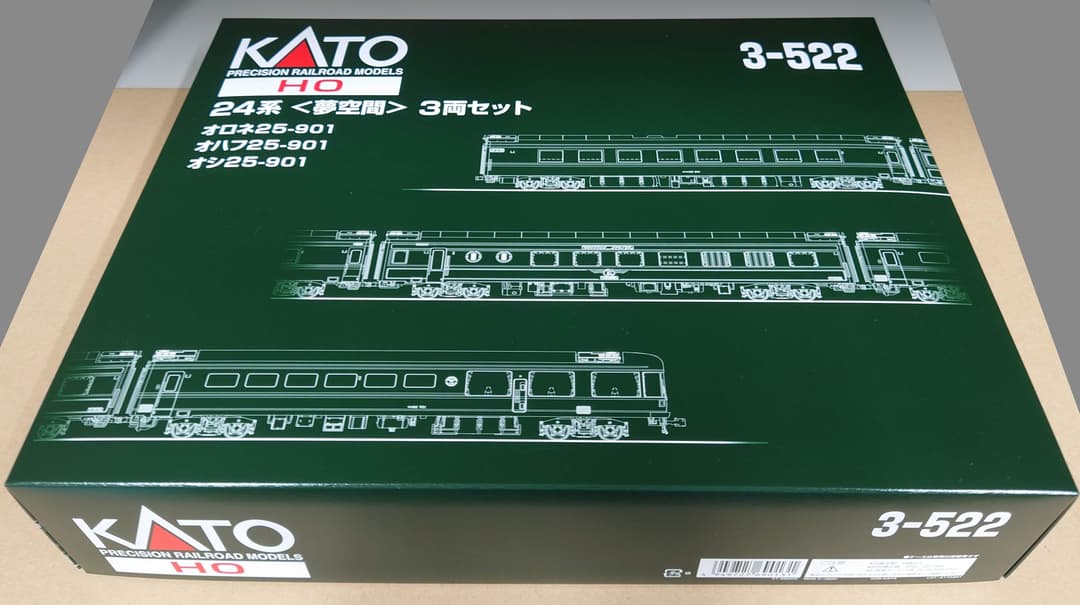 KATO
PRECISION RAILROAD MODELS
HO
3-522
24系＜夢空間＞ 3両セット
オロネ25-901
オハフ25-901
オシ25-901
KATO
PRECISION RAILROAD MODELS
HO
3-522